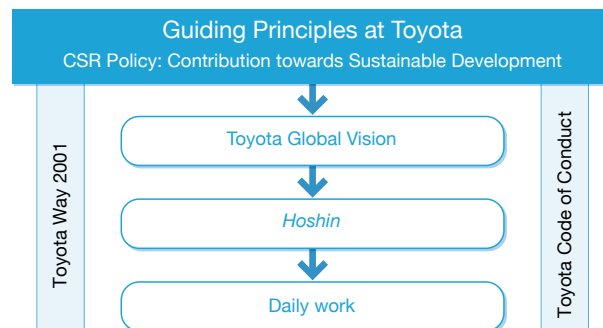 Guiding Principles at Toyota
CSR Policy: Contribution towards Sustainable Development
Toyota Way 2001
Toyota Global Vision
Hoshin
Daily work
Toyota Code of Conduct